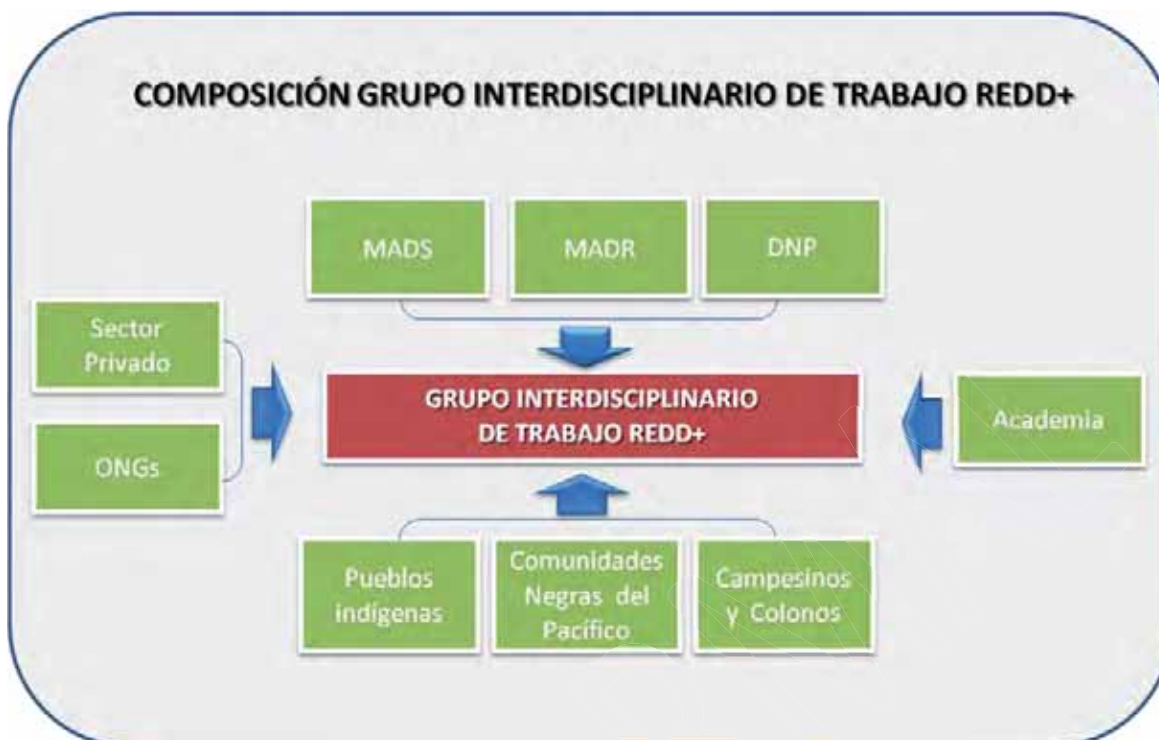 COMPOSICIÓN GRUPO INTERDISCIPLINARIO DE TRABAJO REDD+
MADS
MADR
DNP
Sector
Privado
ONGs
GRUPO INTERDISCIPLINARIO
DE TRABAJO REDD+
Academia
Pueblos
indígenas
Comunidades
Negras del
Pacífico
Campesinos
y Colonos